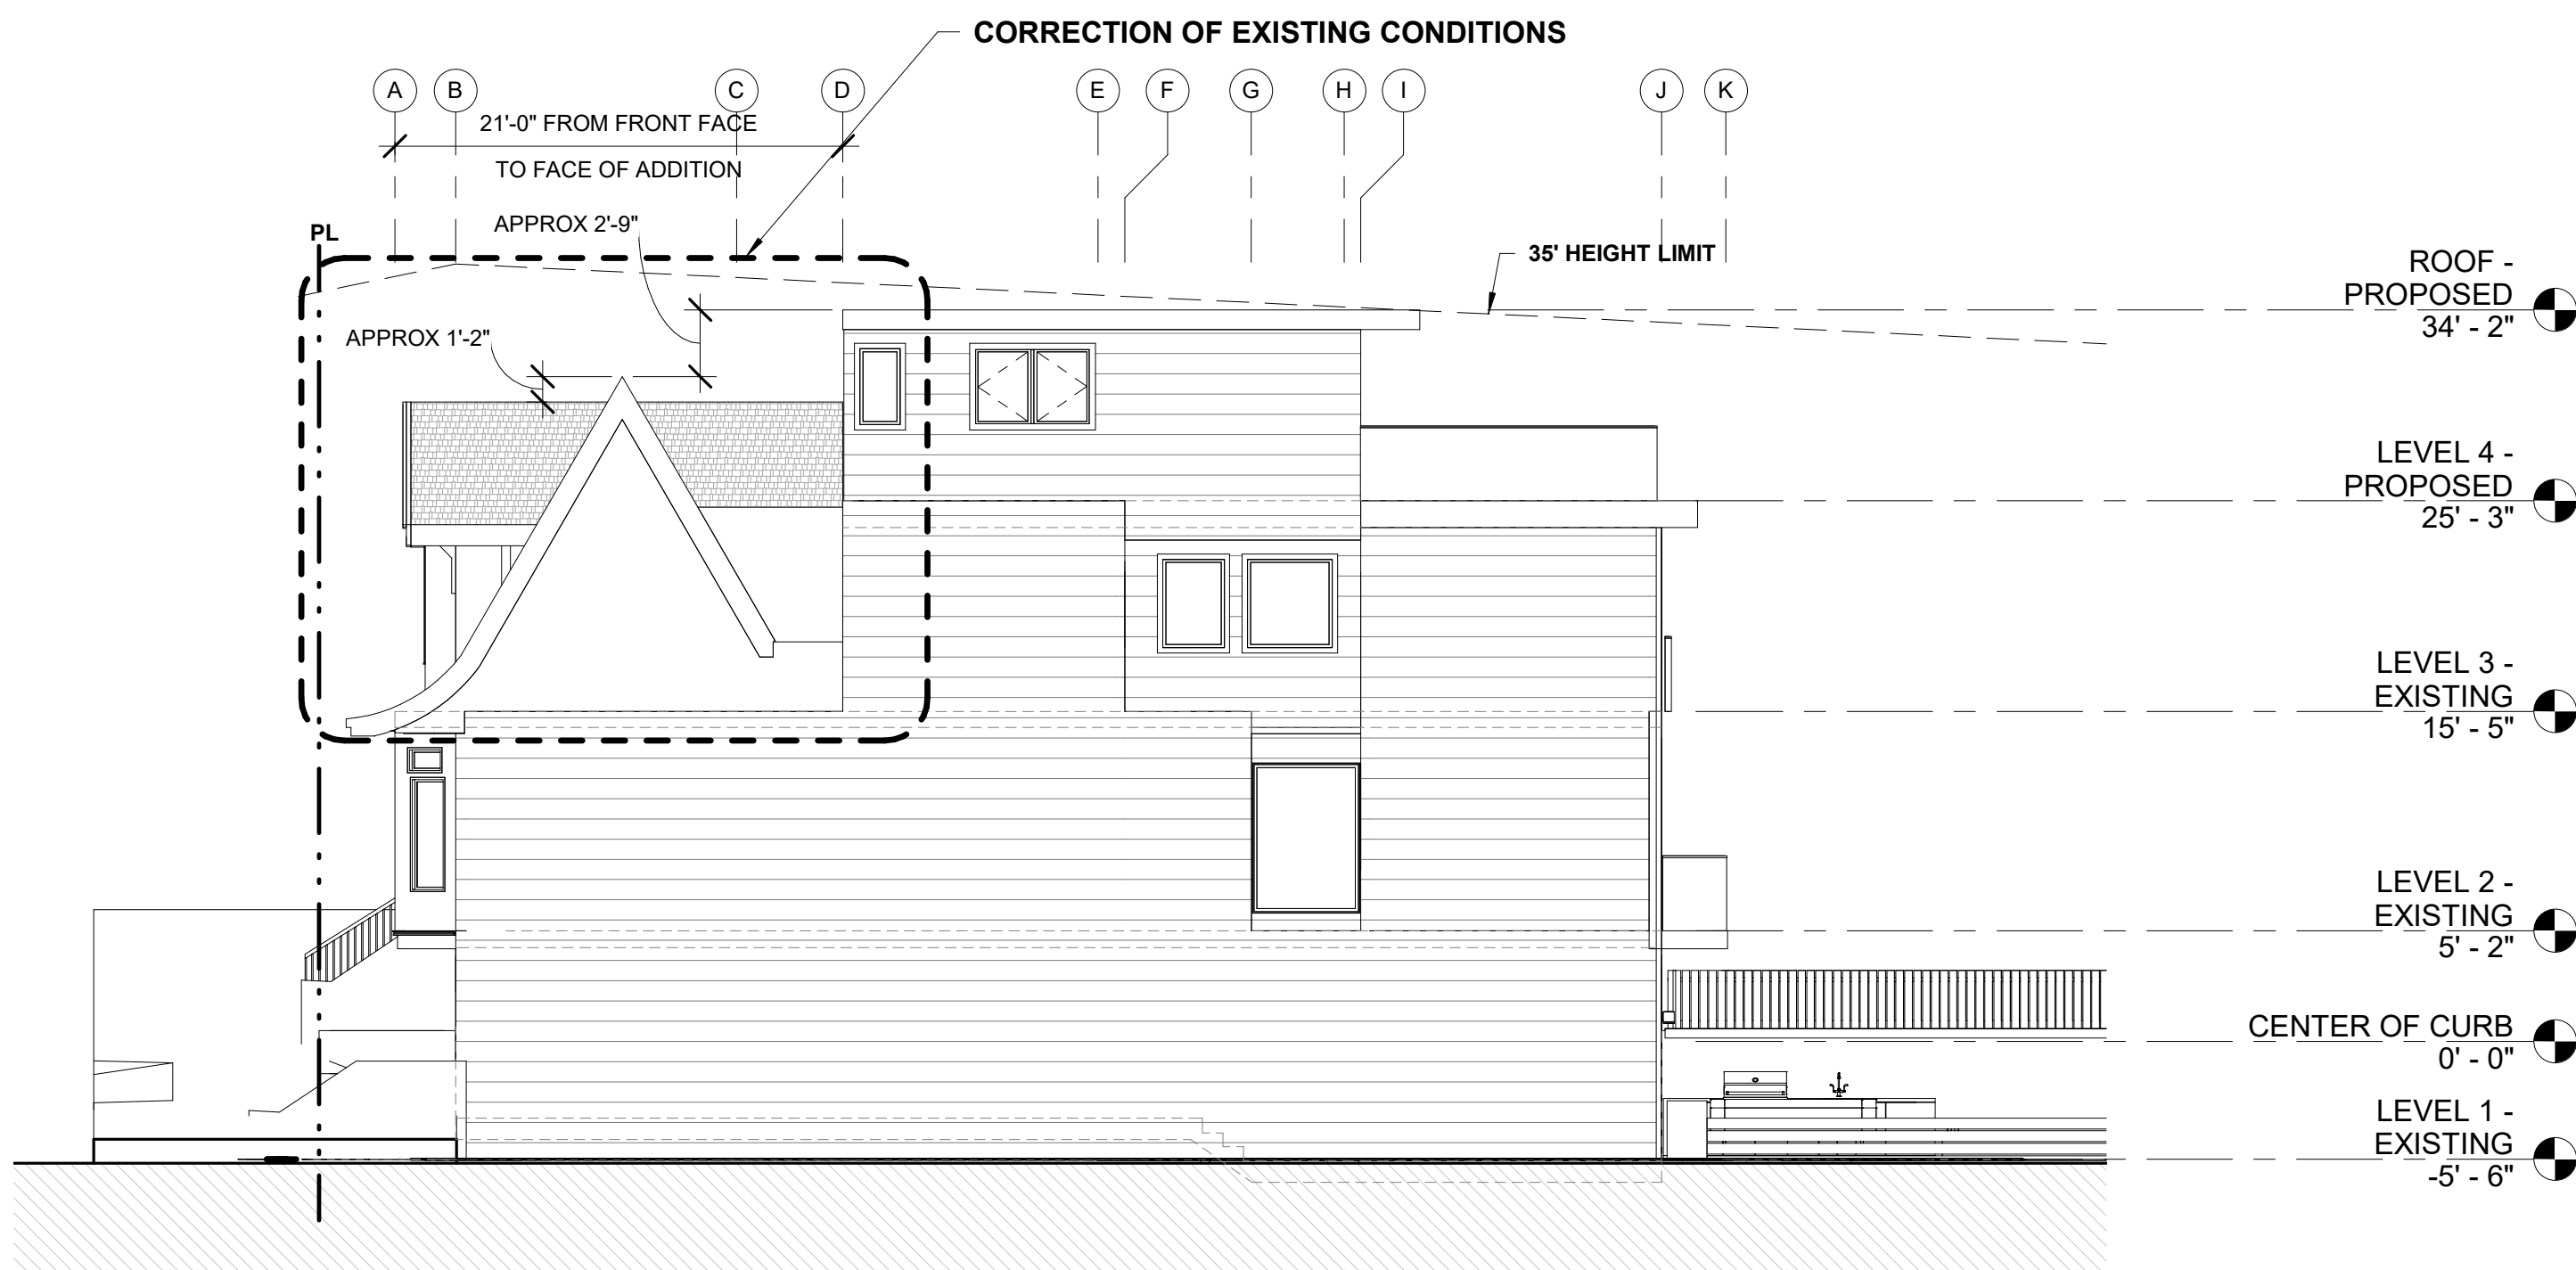 CORRECTION OF EXISTING CONDITIONS
A B C D E F G H I J K
21'-0" FROM FRONT FACE
TO FACE OF ADDITION
APPROX 2'-9"
PL
35' HEIGHT LIMIT
APPROX 1'-2"
ROOF -
PROPOSED
34' - 2"
LEVEL 4 -
PROPOSED
25' - 3"
LEVEL 3 -
EXISTING
15' - 5"
LEVEL 2 -
EXISTING
5' - 2"
CENTER OF CURB
0' - 0"
LEVEL 1 -
EXISTING
-5' - 6"